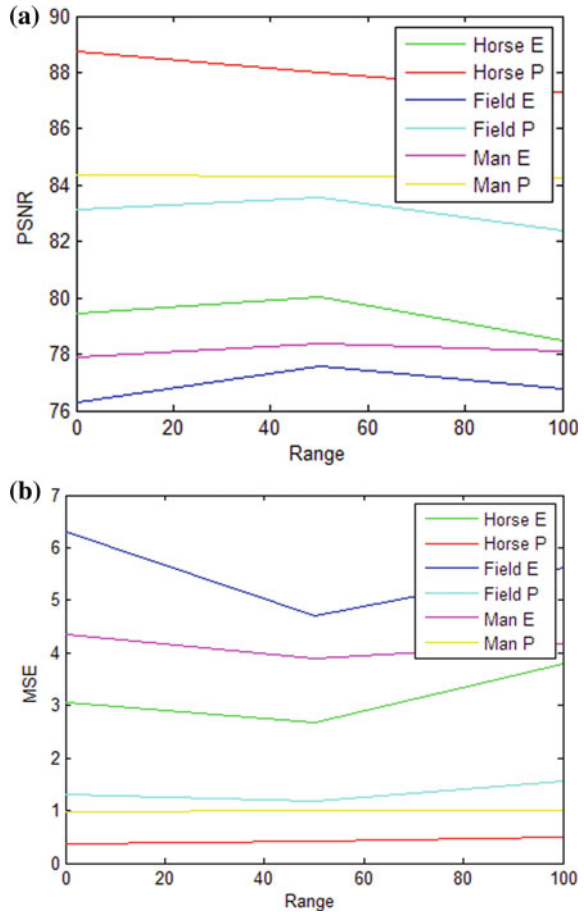 (a)
90
88
86
84
82
80
78
76
PSNR
Horse E
Horse P
Field E
Field P
Man E
Man P
0 20 40 60 80 100
Range
(b)
7
6
5
4
3
2
1
0
MSE
Horse E
Horse P
Field E
Field P
Man E
Man P
0 20 40 60 80 100
Range